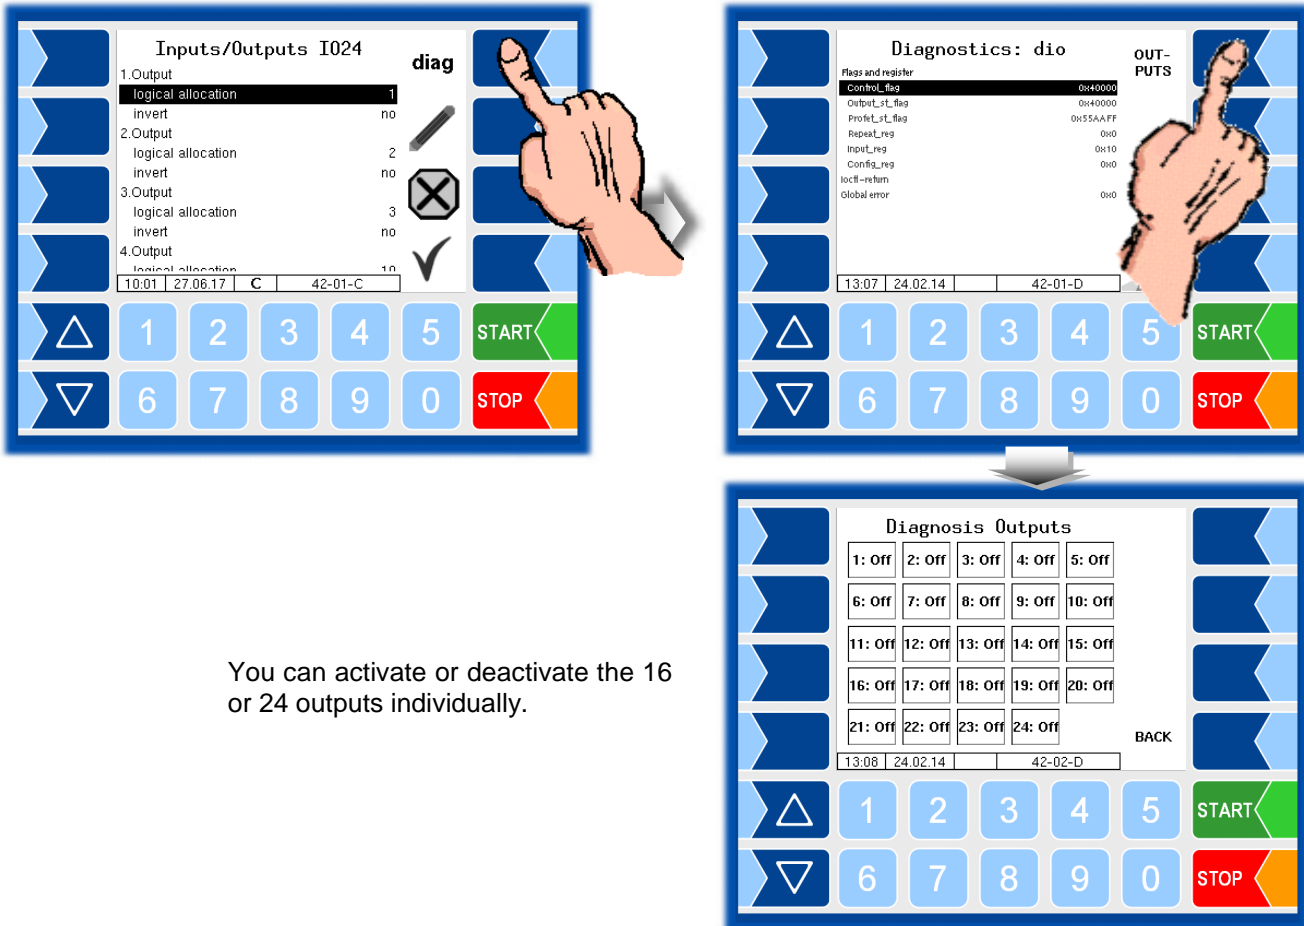 Inputs/Outputs IO24
diag
1.Output
logical allocation 1
invert no
2.Output
logical allocation 2
invert no
3.Output
logical allocation 3
invert no
4.Output
logical allocation 10
10:01 27.06.17 C 42-01-C
1 2 3 4 5 START
6 7 8 9 0 STOP
Diagnostics: dio
OUT-
PUTS
Flags and register
Control_flag 0x40000
Output_st_flag 0x40000
Profet_st_flag 0x55AAFF
Repeat_reg 0x0
Input_reg 0x10
Config_reg 0x0
Ioctl-return
Global error 0x0
13:07 24.02.14 42-01-D
1 2 3 4 5 START
6 7 8 9 0 STOP
You can activate or deactivate the 16
or 24 outputs individually.
Diagnosis Outputs
1: Off 2: Off 3: Off 4: Off 5: Off
6: Off 7: Off 8: Off 9: Off 10: Off
11: Off 12: Off 13: Off 14: Off 15: Off
16: Off 17: Off 18: Off 19: Off 20: Off
21: Off 22: Off 23: Off 24: Off
BACK
13:08 24.02.14 42-02-D
1 2 3 4 5 START
6 7 8 9 0 STOP